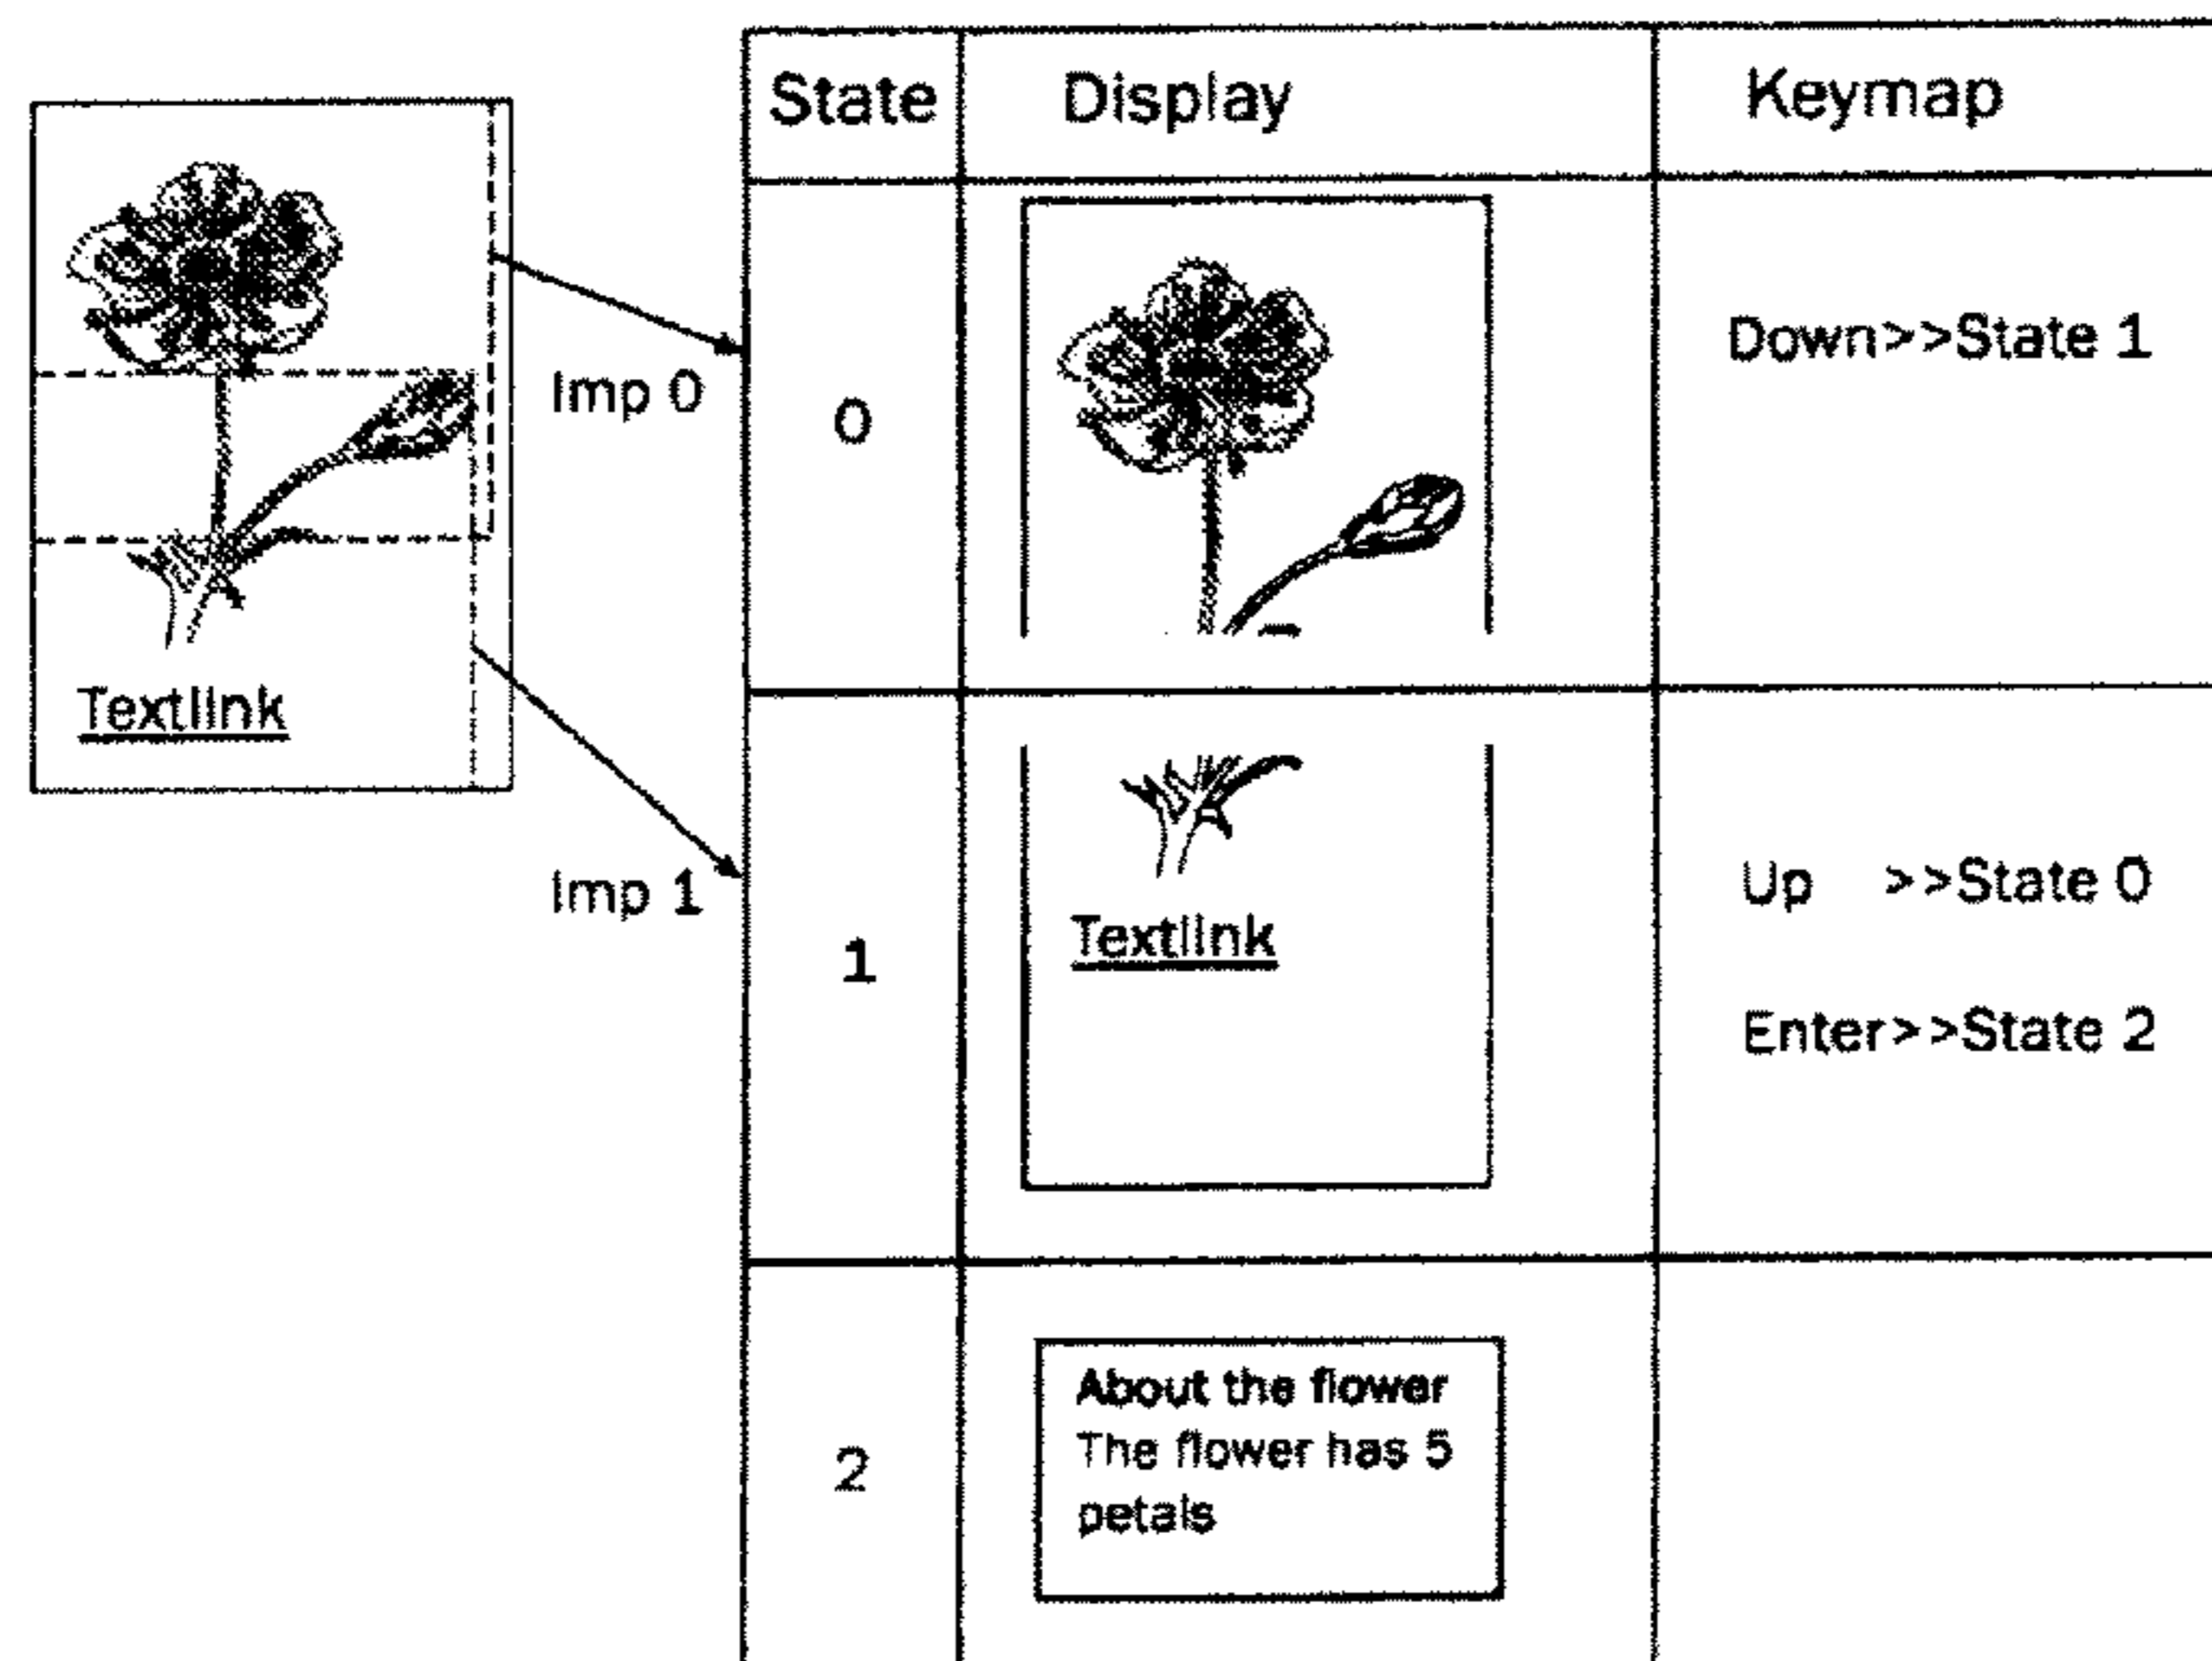 State Display Keymap
Textlink
Imp 0
0
Down>>State 1
Imp 1
1
Textlink
Up >>State 0
Enter>>State 2
2
About the flower
The flower has 5
petals